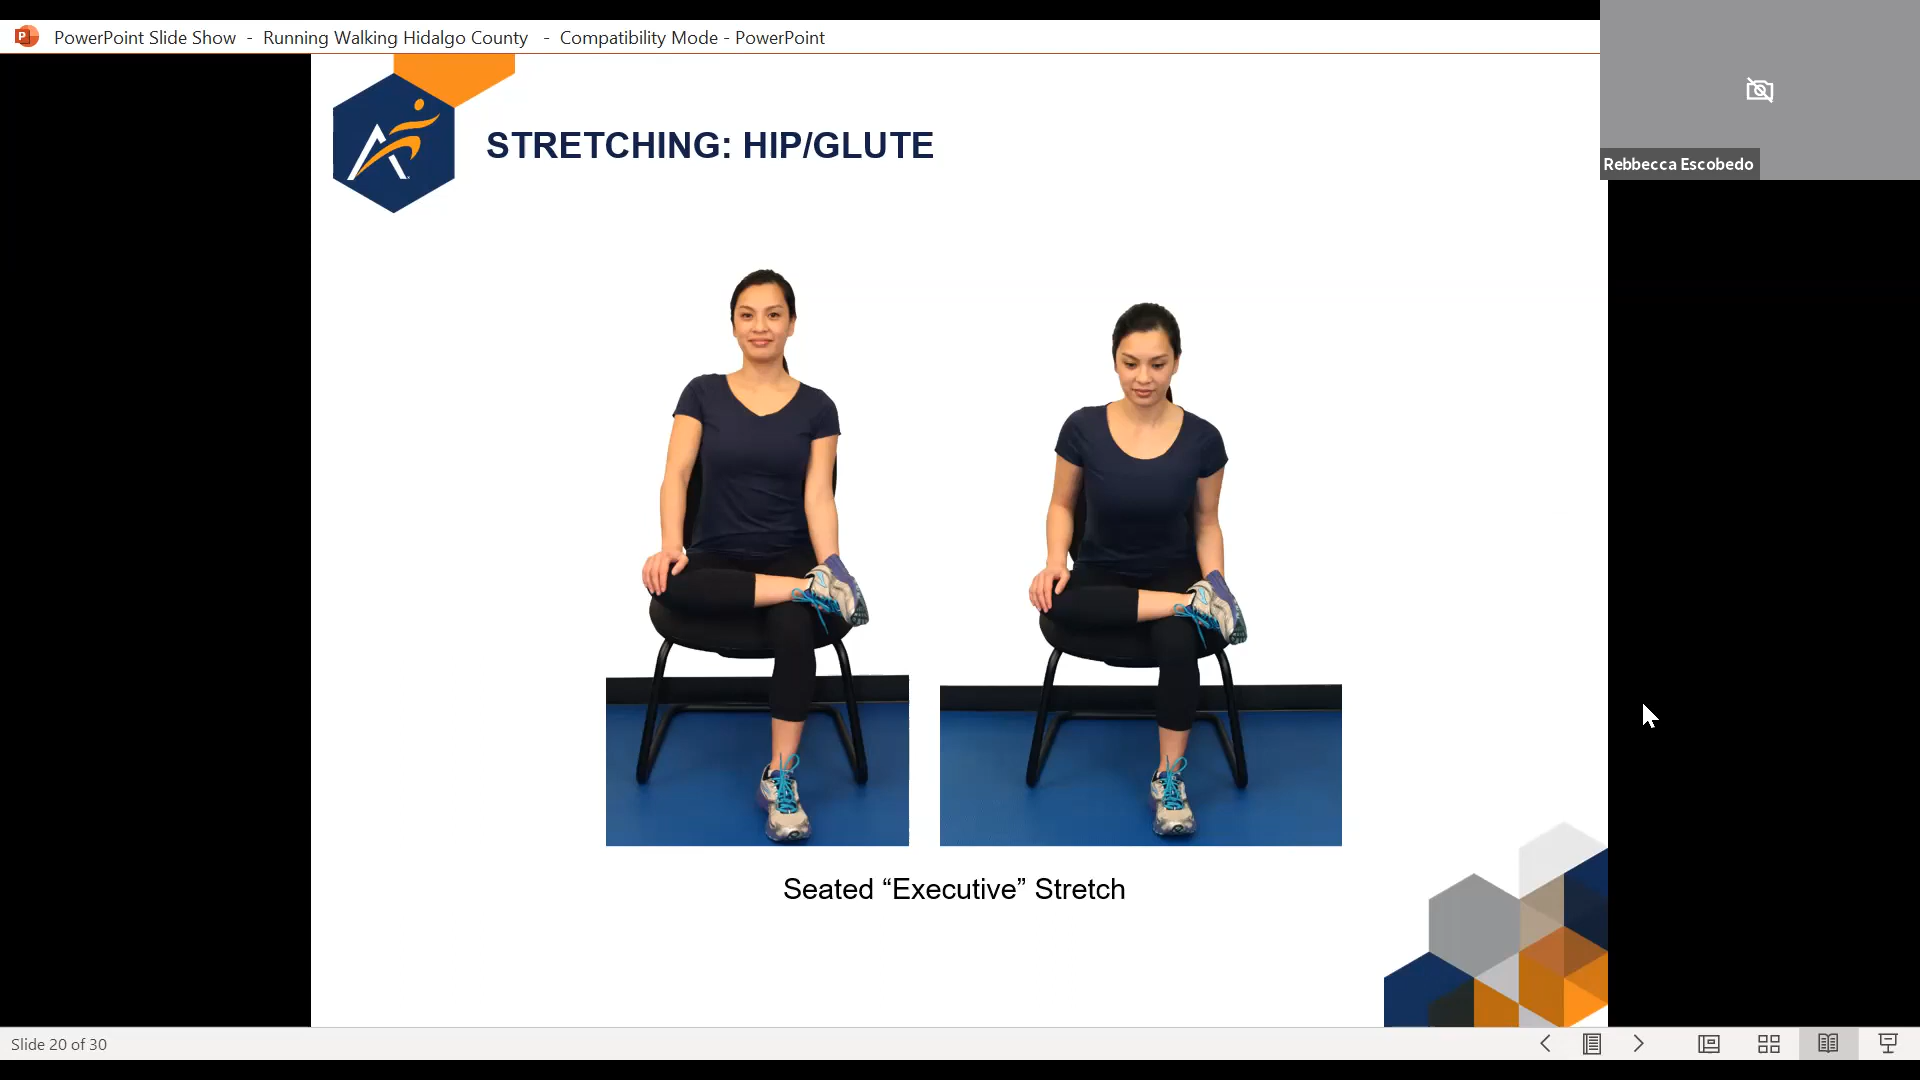 PowerPoint Slide Show - Running Walking Hidalgo County - Compatibility Mode - PowerPoint
Rebbecca Escobedo
STRETCHING: HIP/GLUTE
Seated “Executive” Stretch
Slide 20 of 30